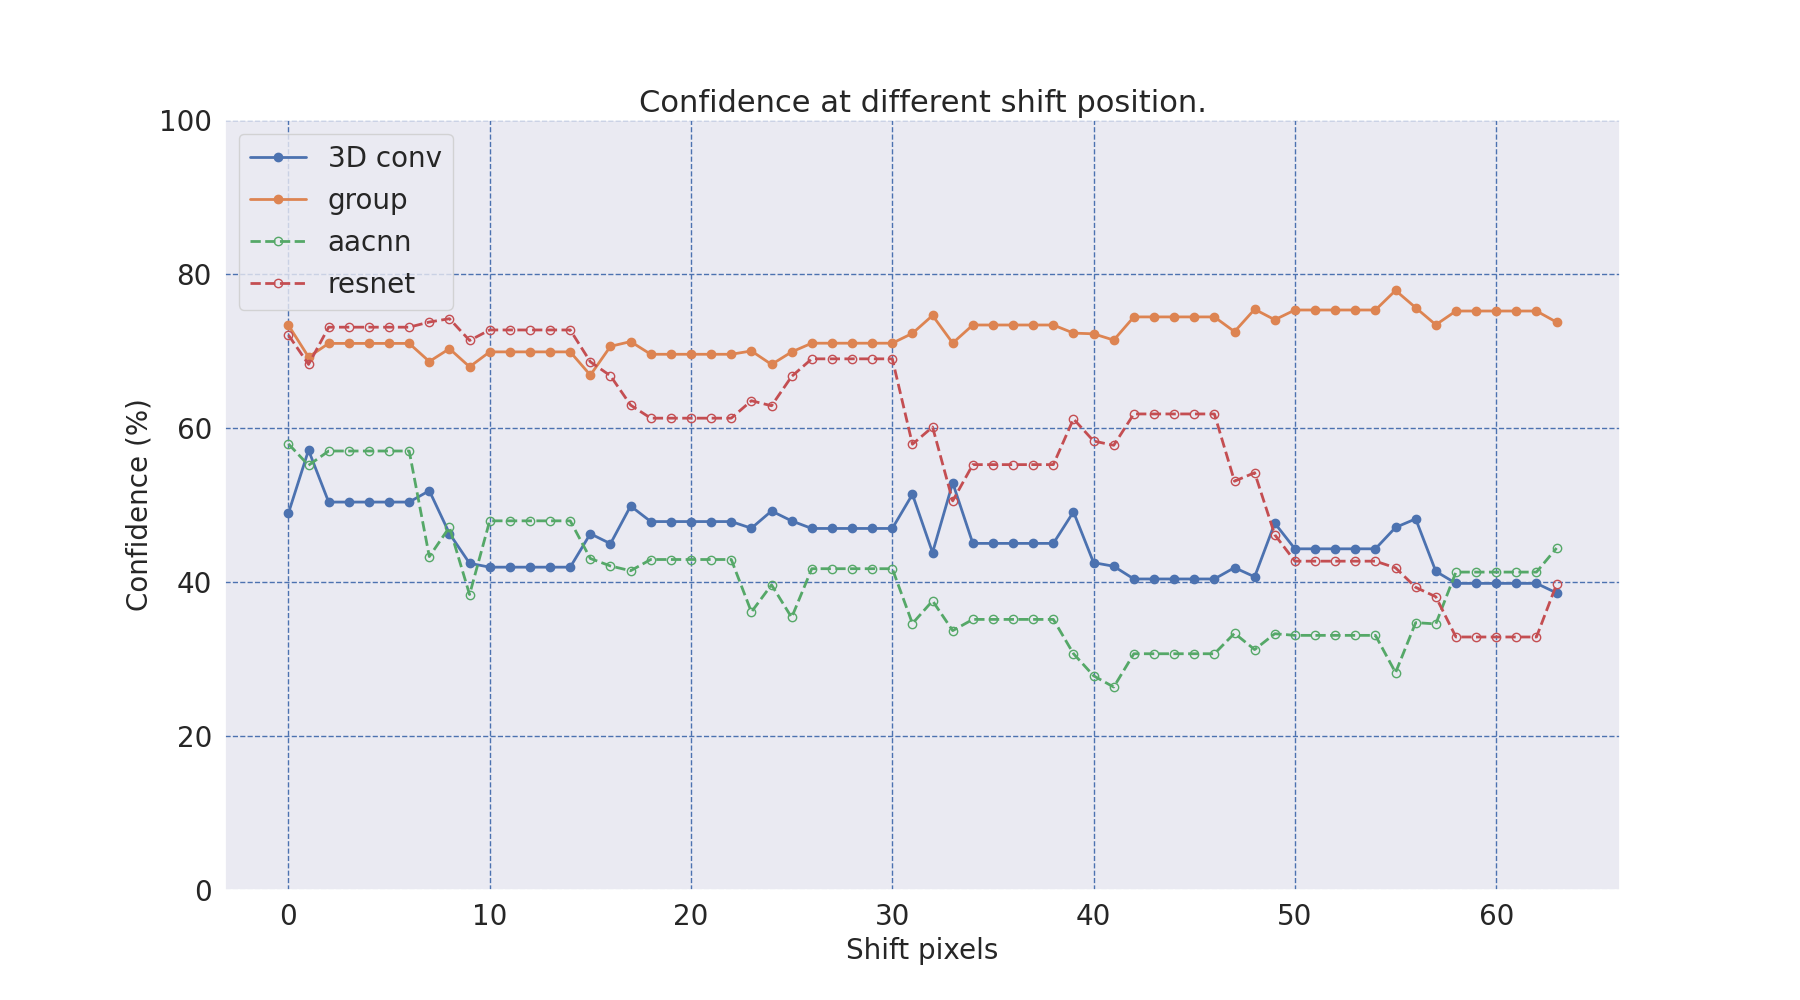 Confidence at different shift position.
100
80
60
40
20
0
Confidence (%)
3D conv
group
aacnn
resnet
0 10 20 30 40 50 60
Shift pixels